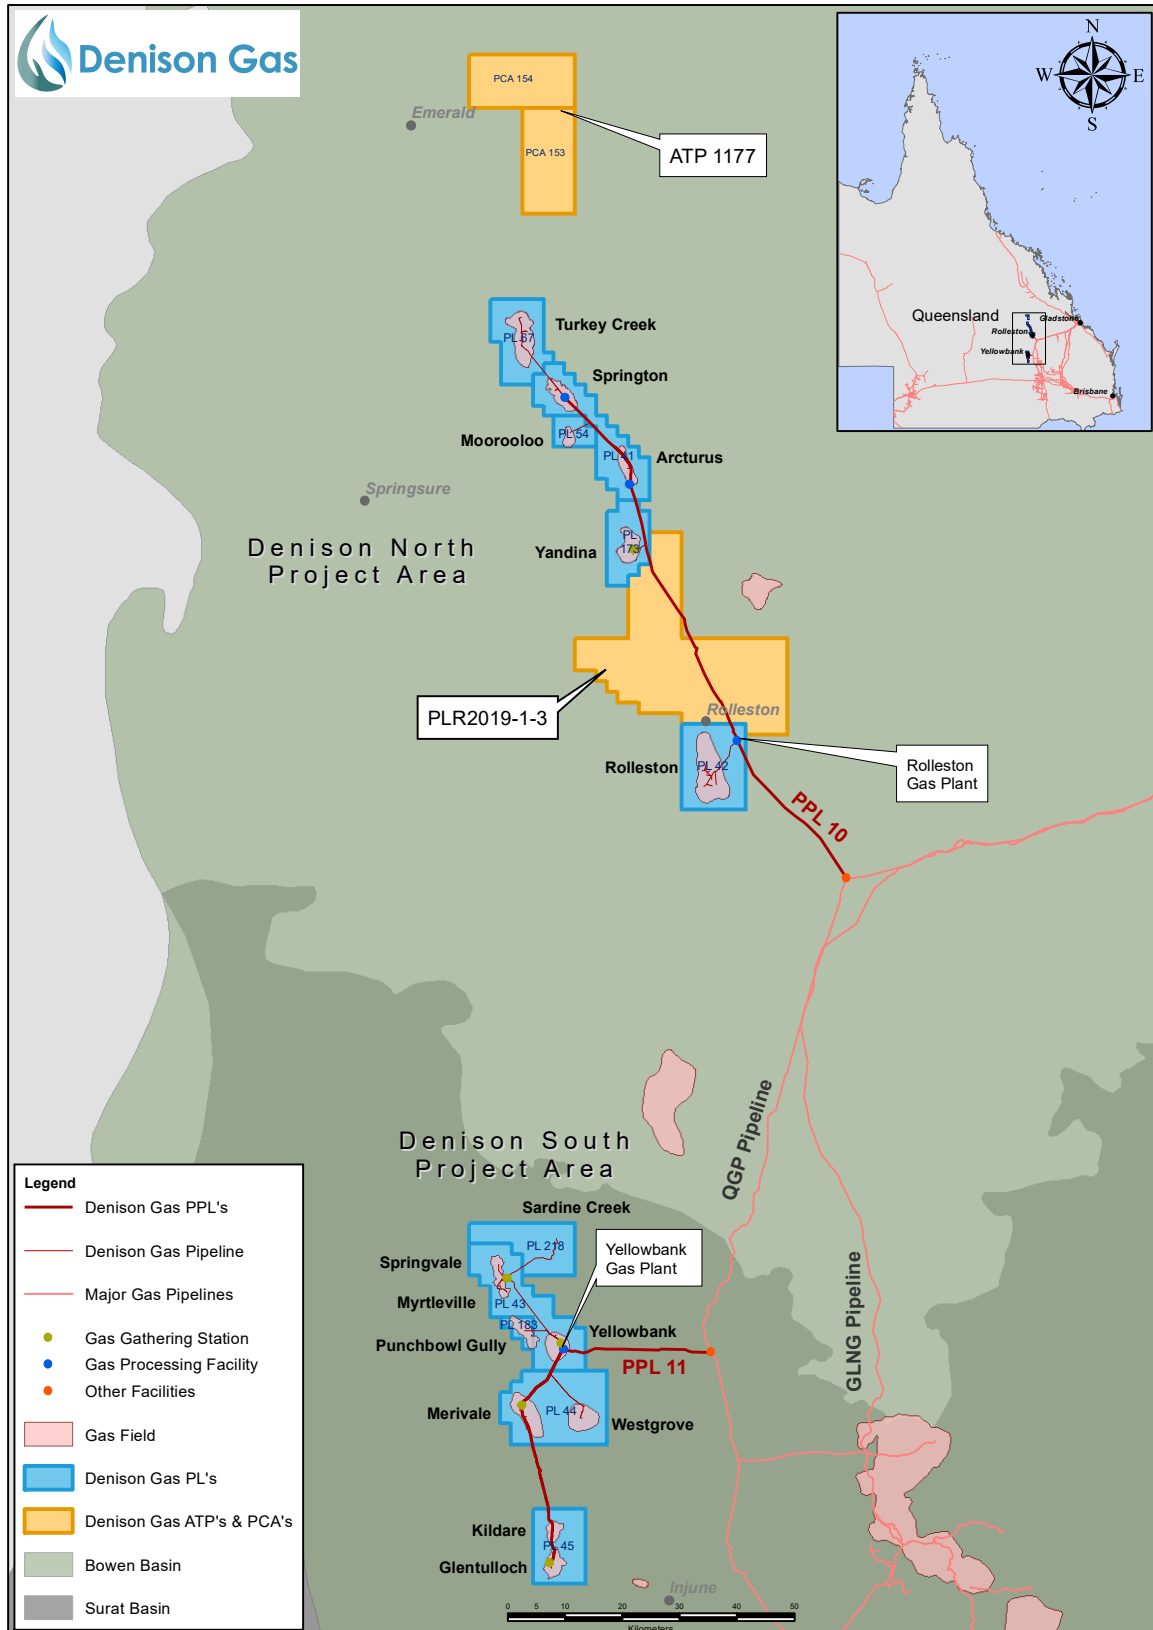 Denison Gas
PCA 154
Emerald
PCA 153
ATP 1177
N
W
E
S
Queensland
Gladstone
Rolleston
Yellowbank
Brisbane
Turkey Creek
PL 67
Springton
Moorooloo
PL 54
PL 41
Arcturus
Springsure
Denison North
Project Area
Yandina
PL
173
PLR2019-1-3
Rolleston
Rolleston
PL 42
Rolleston
Gas Plant
PPL 10
QGP Pipeline
GLNG Pipeline
Denison South
Project Area
Sardine Creek
PL 218
Springvale
Yellowbank
Gas Plant
Myrtleville
PL 43
PL 183
Punchbowl Gully
Yellowbank
PPL 11
Merivale
PL 44
Westgrove
Kildare
PL 45
Glentulloch
Injune
0 5 10 20 30 40 50
Kilometers
Legend
Denison Gas PPL's
Denison Gas Pipeline
Major Gas Pipelines
Gas Gathering Station
Gas Processing Facility
Other Facilities
Gas Field
Denison Gas PL's
Denison Gas ATP's & PCA's
Bowen Basin
Surat Basin